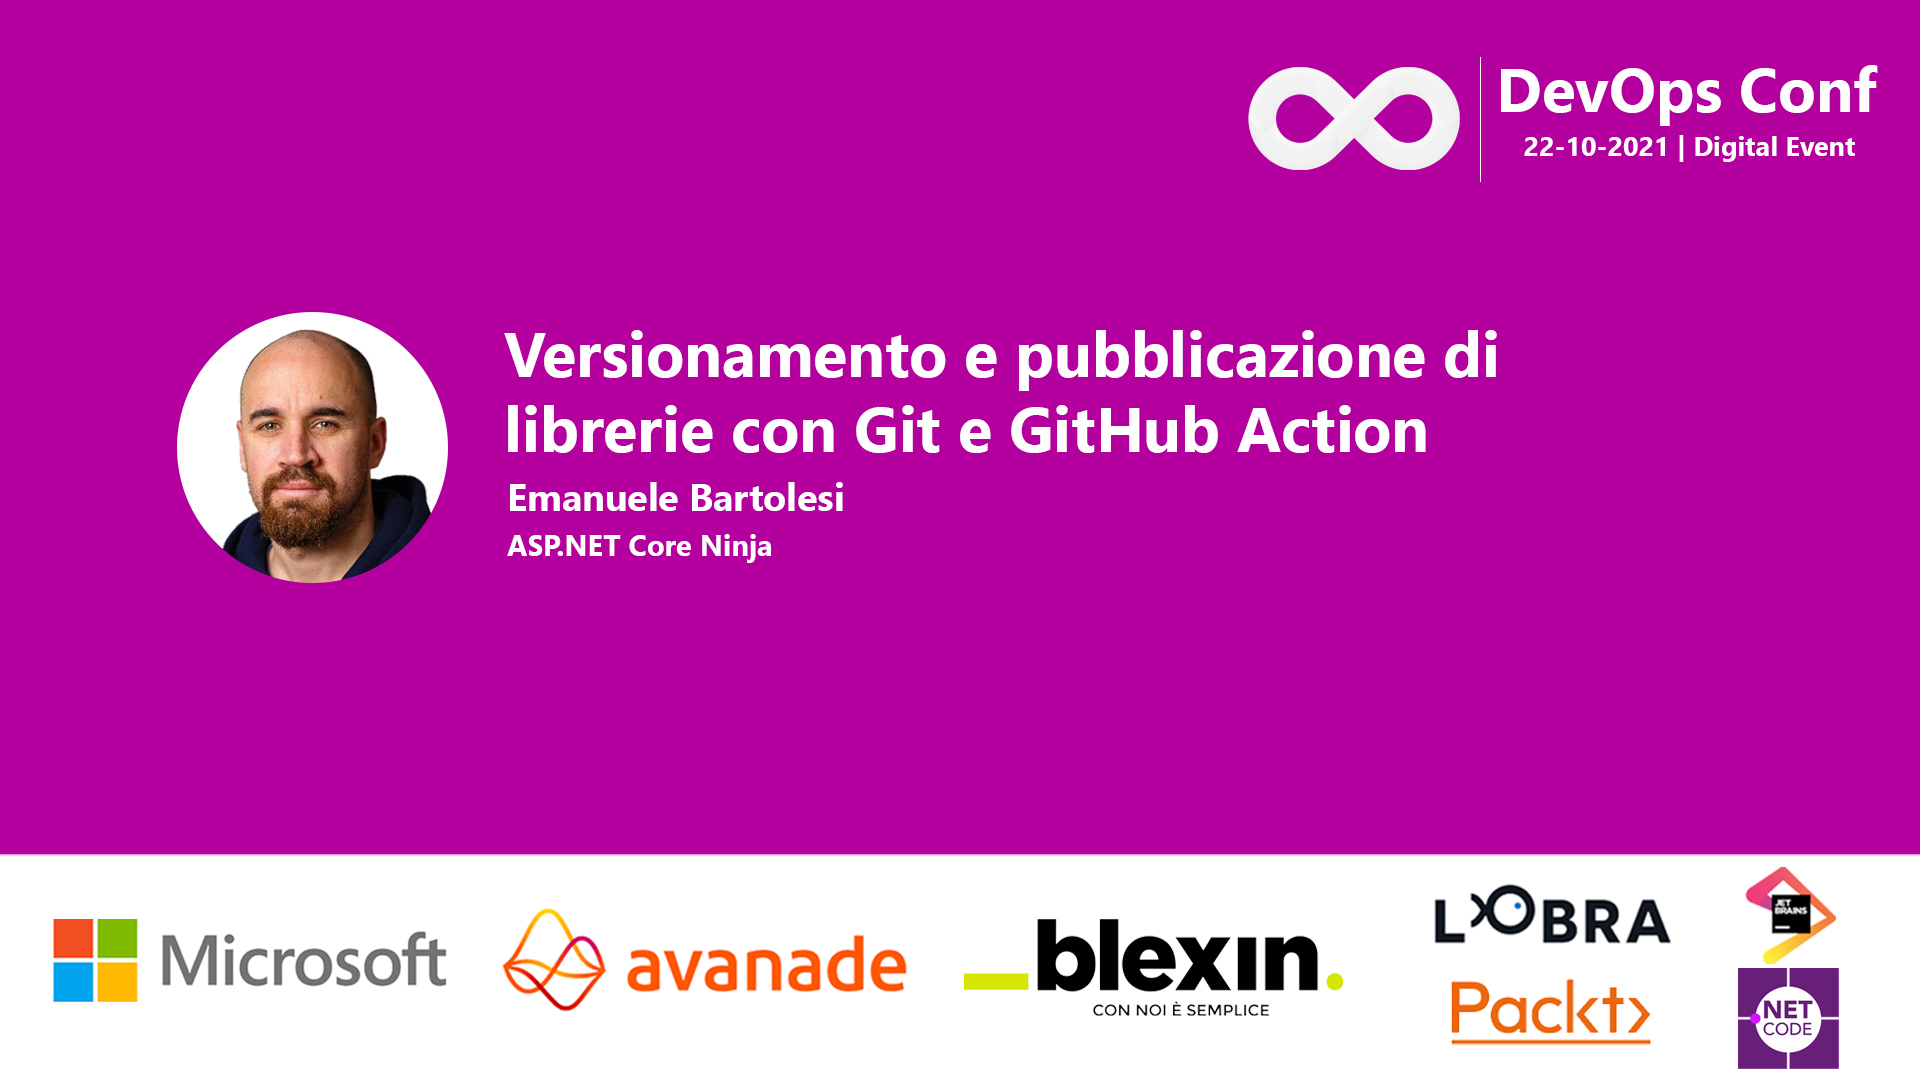 DevOps Conf
22-10-2021 | Digital Event
Versionamento e pubblicazione di
librerie con Git e GitHub Action
Emanuele Bartolesi
ASP.NET Core Ninja
Microsoft
avanade
blexin.
CON NOI È SEMPLICE
LOBRA
Packt>
JET
BRAINS
.NET
CODE